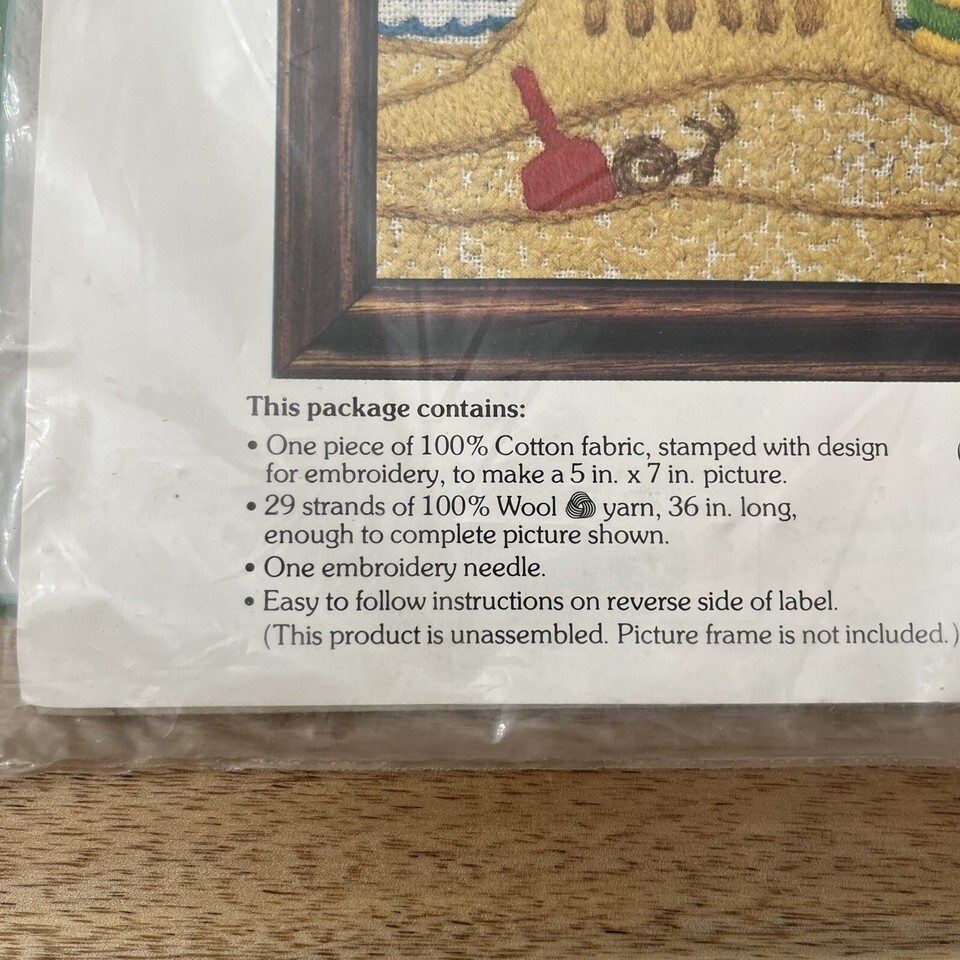 This package contains:
• One piece of 100% Cotton fabric, stamped with design
for embroidery, to make a 5 in. x 7 in. picture.
• 29 strands of 100% Wool yarn, 36 in. long,
enough to complete picture shown.
• One embroidery needle.
• Easy to follow instructions on reverse side of label.
(This product is unassembled. Picture frame is not included.)